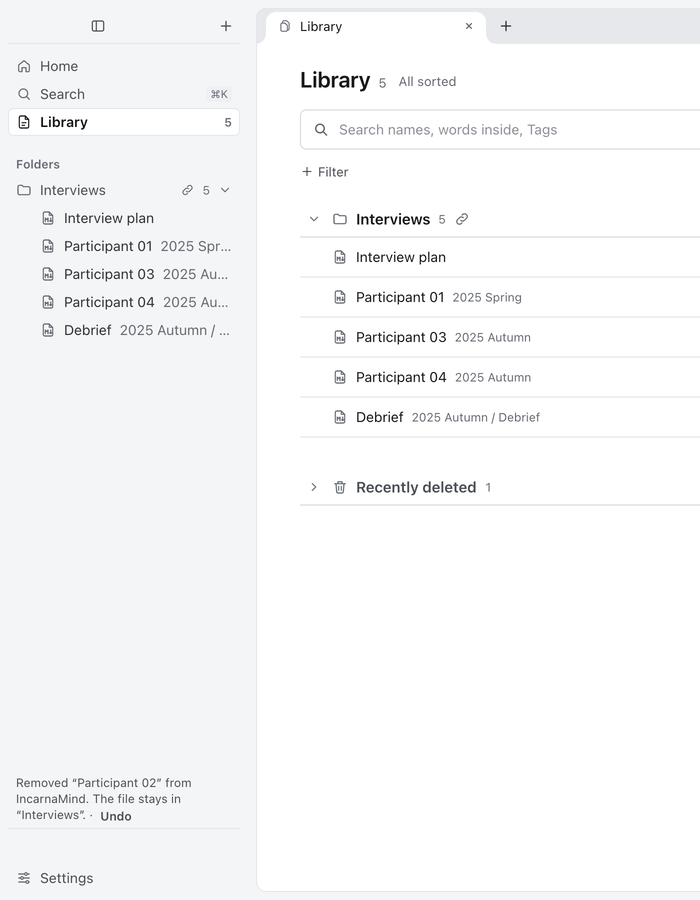 Library
Home
Search ⌘K
Library 5
Folders
Interviews 5
Interview plan
Participant 01 2025 Spr...
Participant 03 2025 Au...
Participant 04 2025 Au...
Debrief 2025 Autumn / ...
Removed “Participant 02” from
IncarnaMind. The file stays in
“Interviews”. · Undo
Settings
Library 5 All sorted
Search names, words inside, Tags
+ Filter
Interviews 5
Interview plan
Participant 01 2025 Spring
Participant 03 2025 Autumn
Participant 04 2025 Autumn
Debrief 2025 Autumn / Debrief
Recently deleted 1